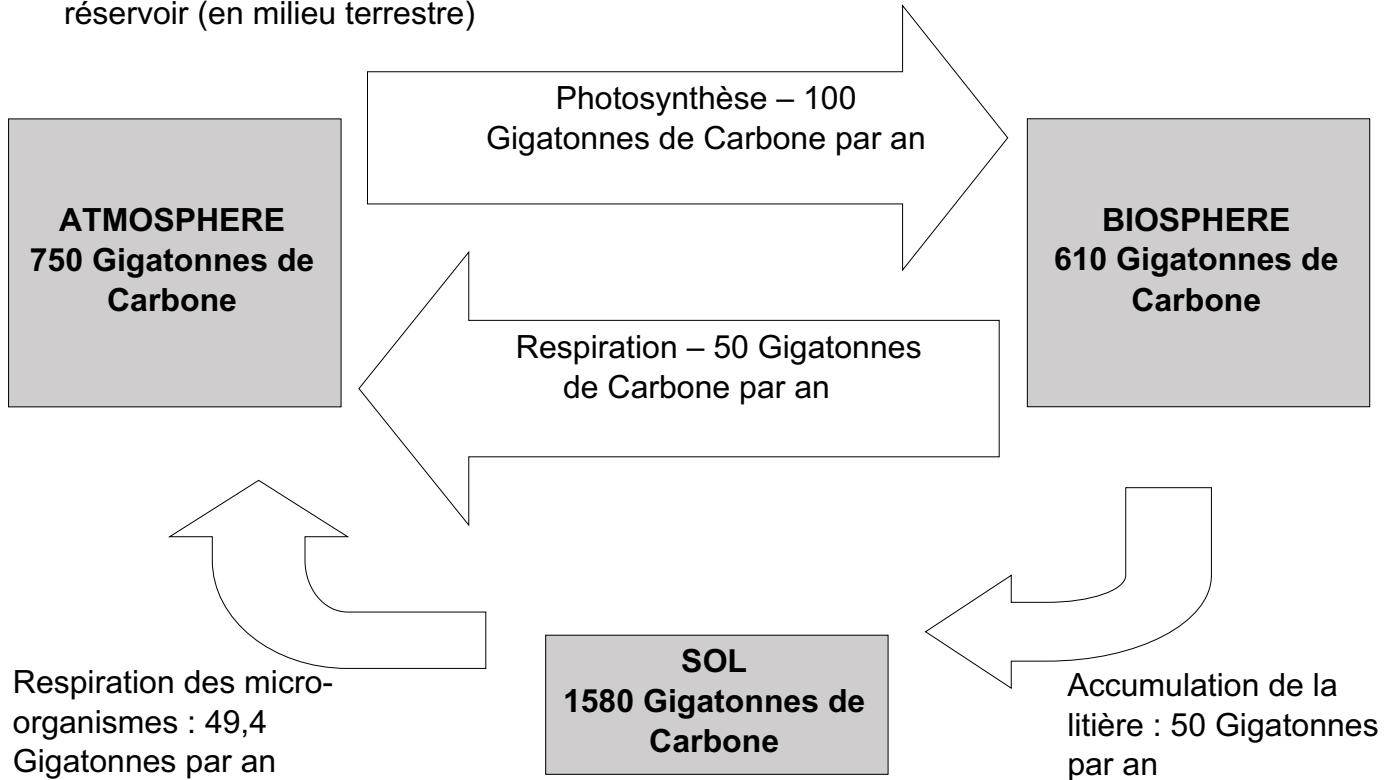 réservoir (en milieu terrestre)
Photosynthèse – 100
Gigatonnes de Carbone par an
ATMOSPHERE
750 Gigatonnes de
Carbone
BIOSPHERE
610 Gigatonnes de
Carbone
Respiration – 50 Gigatonnes
de Carbone par an
SOL
1580 Gigatonnes de
Carbone
Respiration des micro-
organismes : 49,4
Gigatonnes par an
Accumulation de la
litière : 50 Gigatonnes
par an